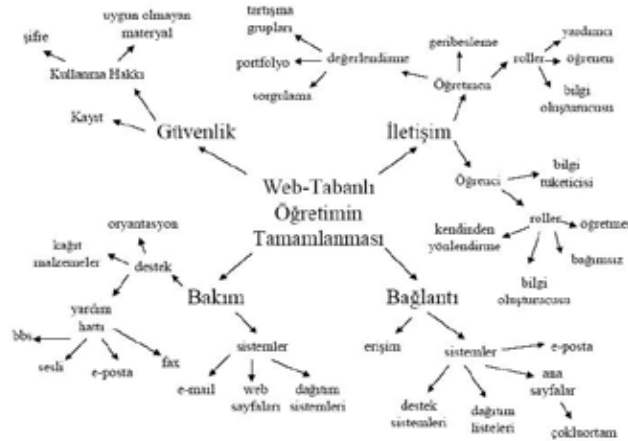 şifre
uygun olmayan
materyal
Kullanma Hakkı
Kayıt
Güvenlik
tartışma
grupları
portfolyo
sorgulama
değerlendirme
geribesleme
Öğretmen
roller
yardımcı
öğrenen
bilgi
oluşturucusu
İletişim
Öğrenci
bilgi
tüketicisi
roller
kendinden
yönlendirme
öğretmen
bağımsız
bilgi
oluşturucusu
Web-Tabanlı
Öğretimin
Tamamlanması
oryantasyon
kağıt
malzemeler
destek
Bakım
yardım
hattı
bbs
sesli
e-posta
fax
sistemler
e-mail
web
sayfaları
dağıtım
sistemleri
Bağlantı
erişim
sistemler
e-posta
ana
sayfalar
çokluortam
destek
sistemleri
dağıtım
listeleri